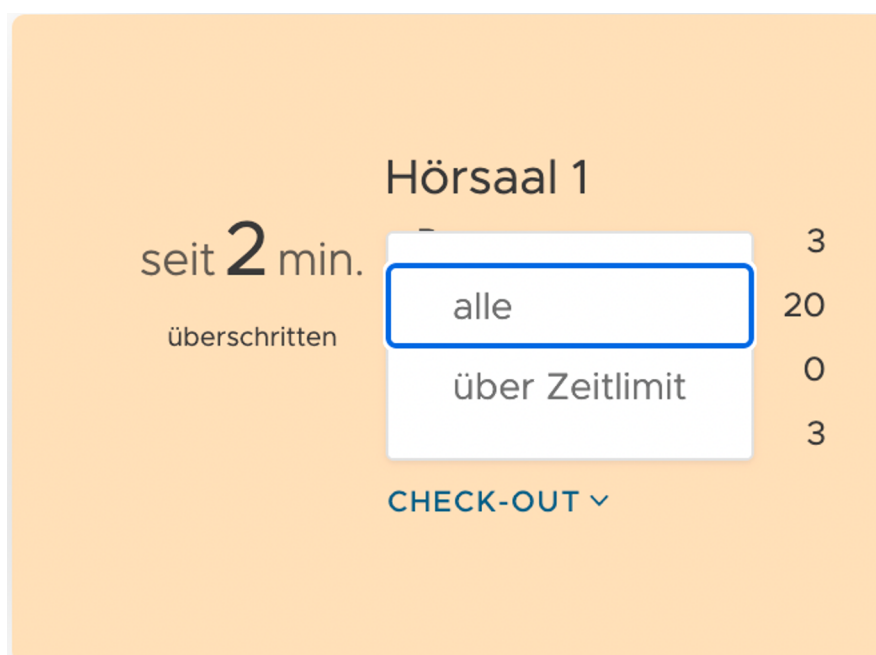 Hörsaal 1
seit 2 min.
überschritten
3
alle
20
über Zeitlimit
0
3
CHECK-OUT